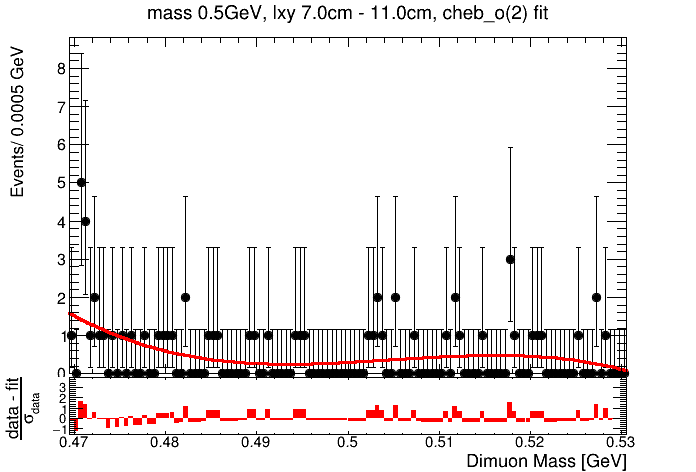 mass 0.5GeV, lxy 7.0cm - 11.0cm, cheb_o(2) fit
Events/ 0.0005 GeV
8
7
6
5
4
3
2
1
0
data - fit
σdata
3
2
1
0
−1
0.47 0.48 0.49 0.5 0.51 0.52 0.53
Dimuon Mass [GeV]